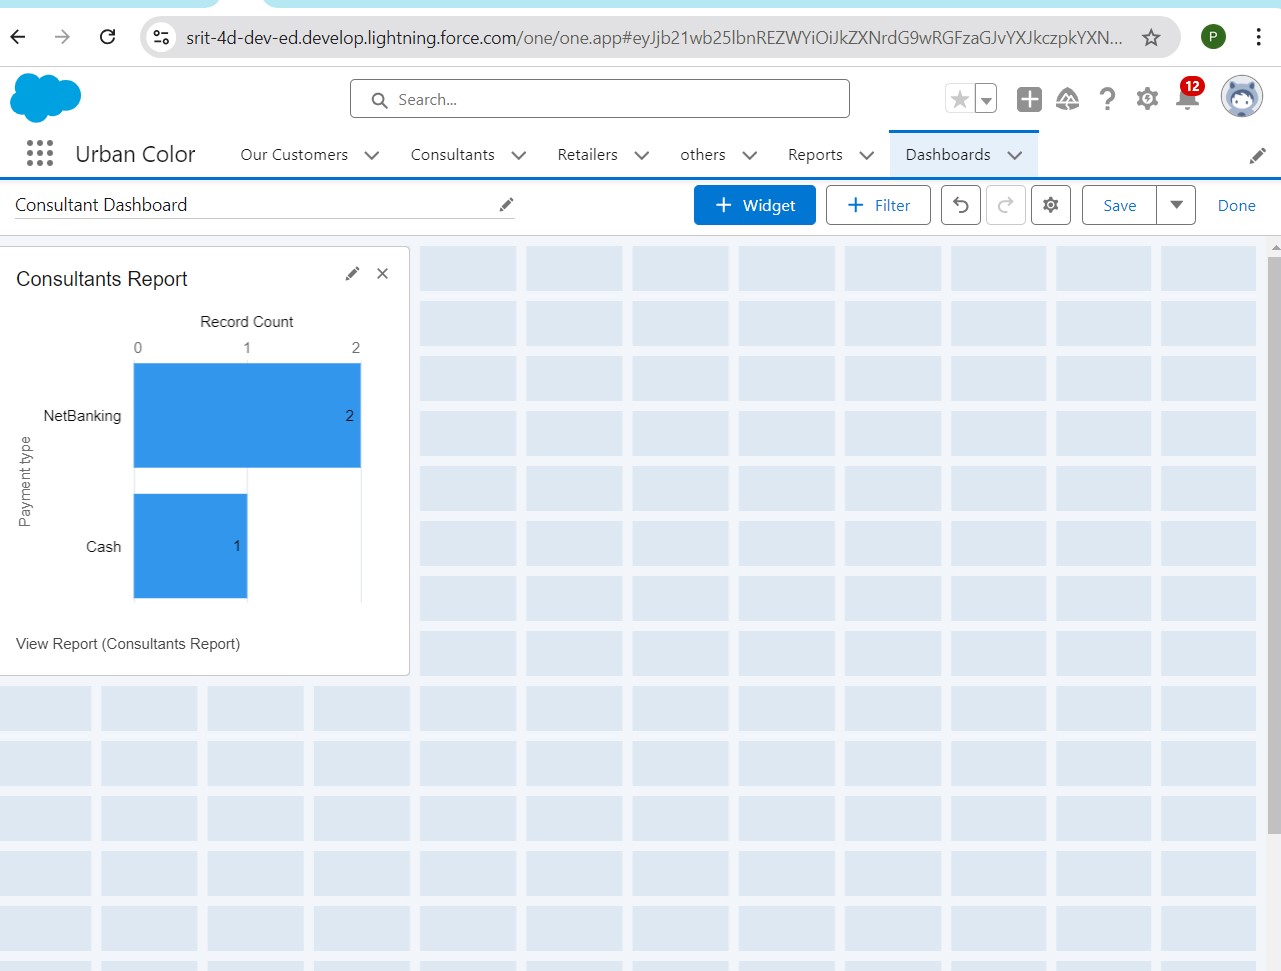 srit-4d-dev-ed.develop.lightning.force.com/one/one.app#eyJjb21wb25lbnREZWYiOiJkZXNrdG9wRGFzaGJvYXJkczpkYXN...
P
Search...
12
Urban Color
Our Customers
Consultants
Retailers
others
Reports
Dashboards
Consultant Dashboard
+ Widget
+ Filter
Save
Done
Consultants Report
Record Count
0 1 2
Payment type
NetBanking
2
Cash
1
View Report (Consultants Report)